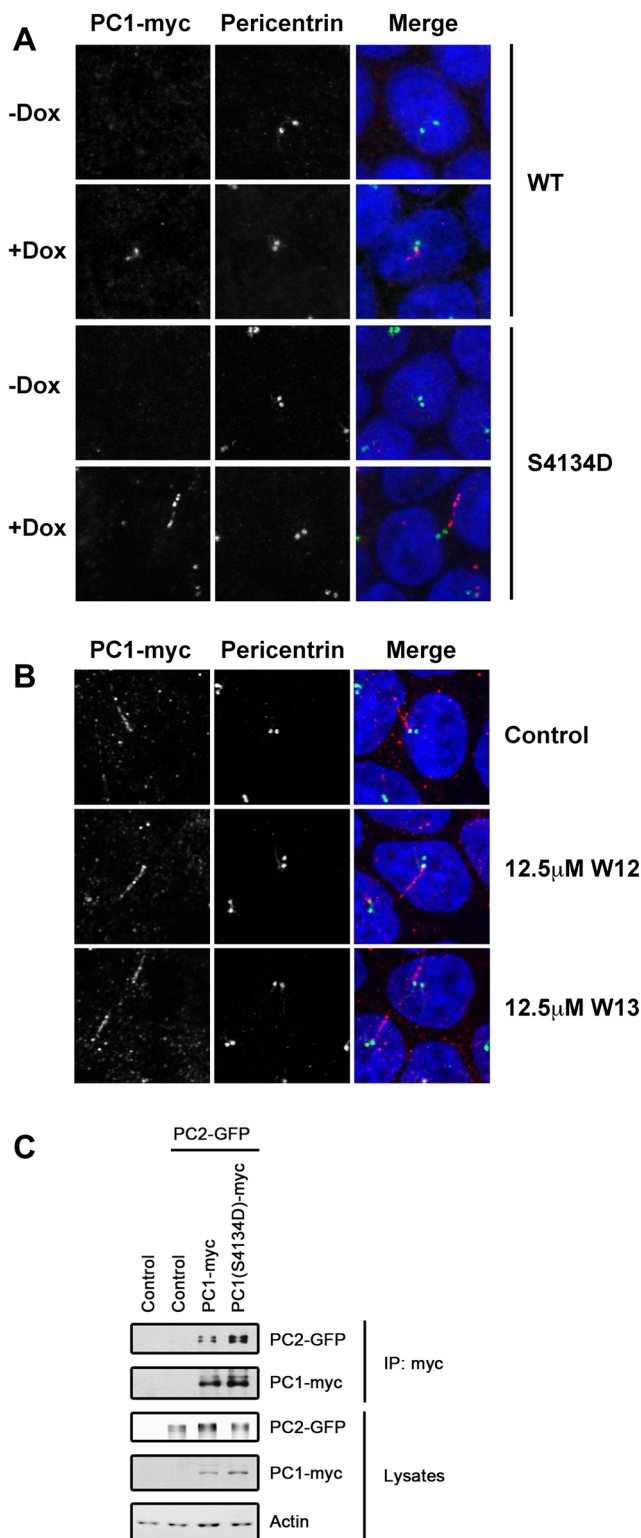 A
PC1-myc Pericentrin Merge
-Dox
+Dox
WT
-Dox
+Dox
S4134D
B
PC1-myc Pericentrin Merge
Control
12.5μM W12
12.5μM W13
C
PC2-GFP
Control
Control
PC1-myc
PC1(S4134D)-myc
PC2-GFP
PC1-myc
IP: myc
PC2-GFP
PC1-myc
Actin
Lysates